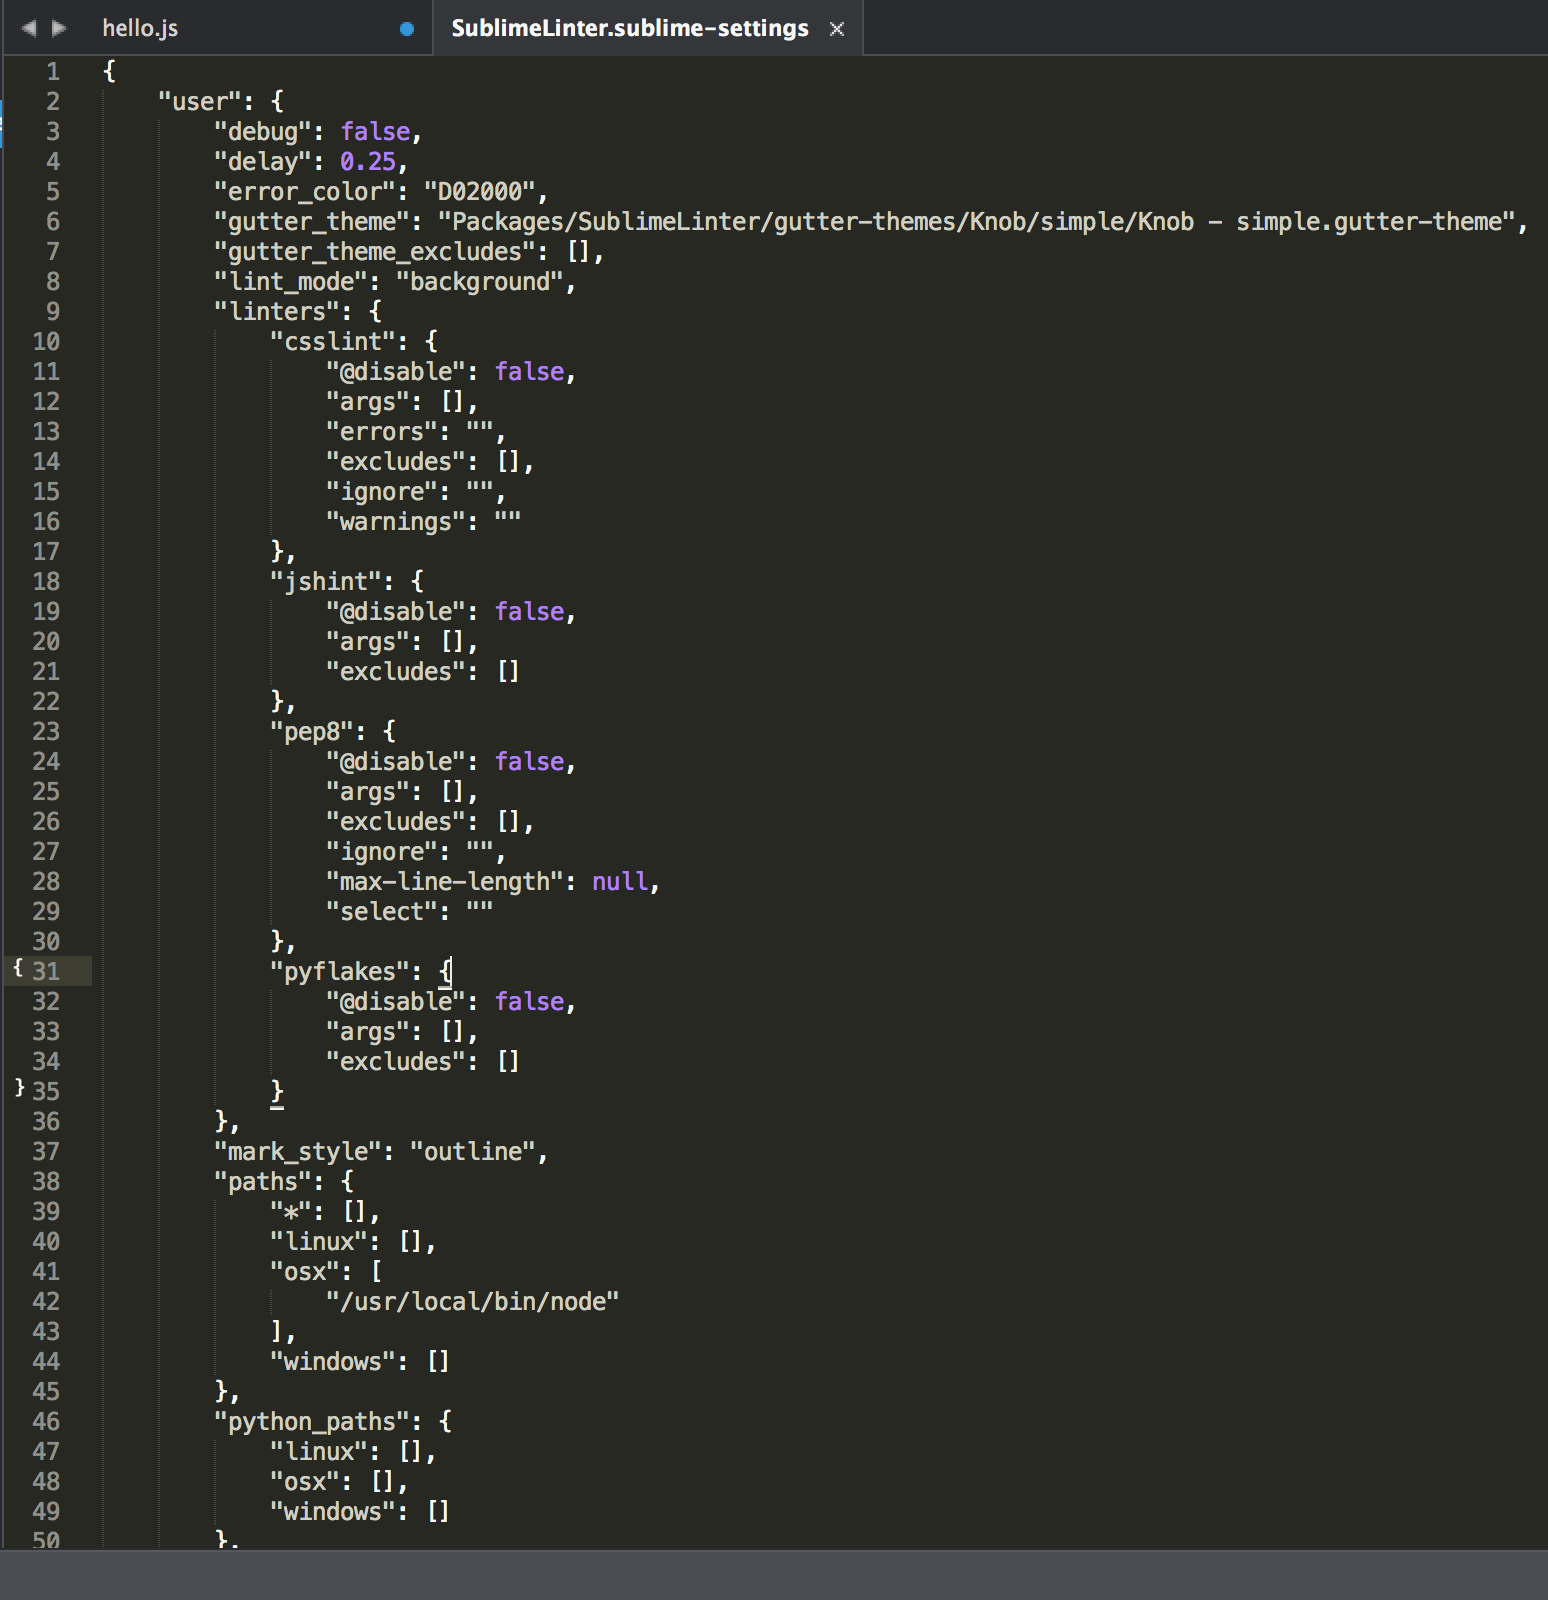 hello.js SublimeLinter.sublime-settings ×
1 {
2 "user": {
3 "debug": false,
4 "delay": 0.25,
5 "error_color": "D02000",
6 "gutter_theme": "Packages/SublimeLinter/gutter-themes/Knob/simple/Knob - simple.gutter-theme",
7 "gutter_theme_excludes": [],
8 "lint_mode": "background",
9 "linters": {
10 "csslint": {
11 "@disable": false,
12 "args": [],
13 "errors": "",
14 "excludes": [],
15 "ignore": "",
16 "warnings": ""
17 },
18 "jshint": {
19 "@disable": false,
20 "args": [],
21 "excludes": []
22 },
23 "pep8": {
24 "@disable": false,
25 "args": [],
26 "excludes": [],
27 "ignore": "",
28 "max-line-length": null,
29 "select": ""
30 },
{ 31 "pyflakes": {
32 "@disable": false,
33 "args": [],
34 "excludes": []
} 35 }
36 },
37 "mark_style": "outline",
38 "paths": {
39 "*": [],
40 "linux": [],
41 "osx": [
42 "/usr/local/bin/node"
43 ],
44 "windows": []
45 },
46 "python_paths": {
47 "linux": [],
48 "osx": [],
49 "windows": []
50 },